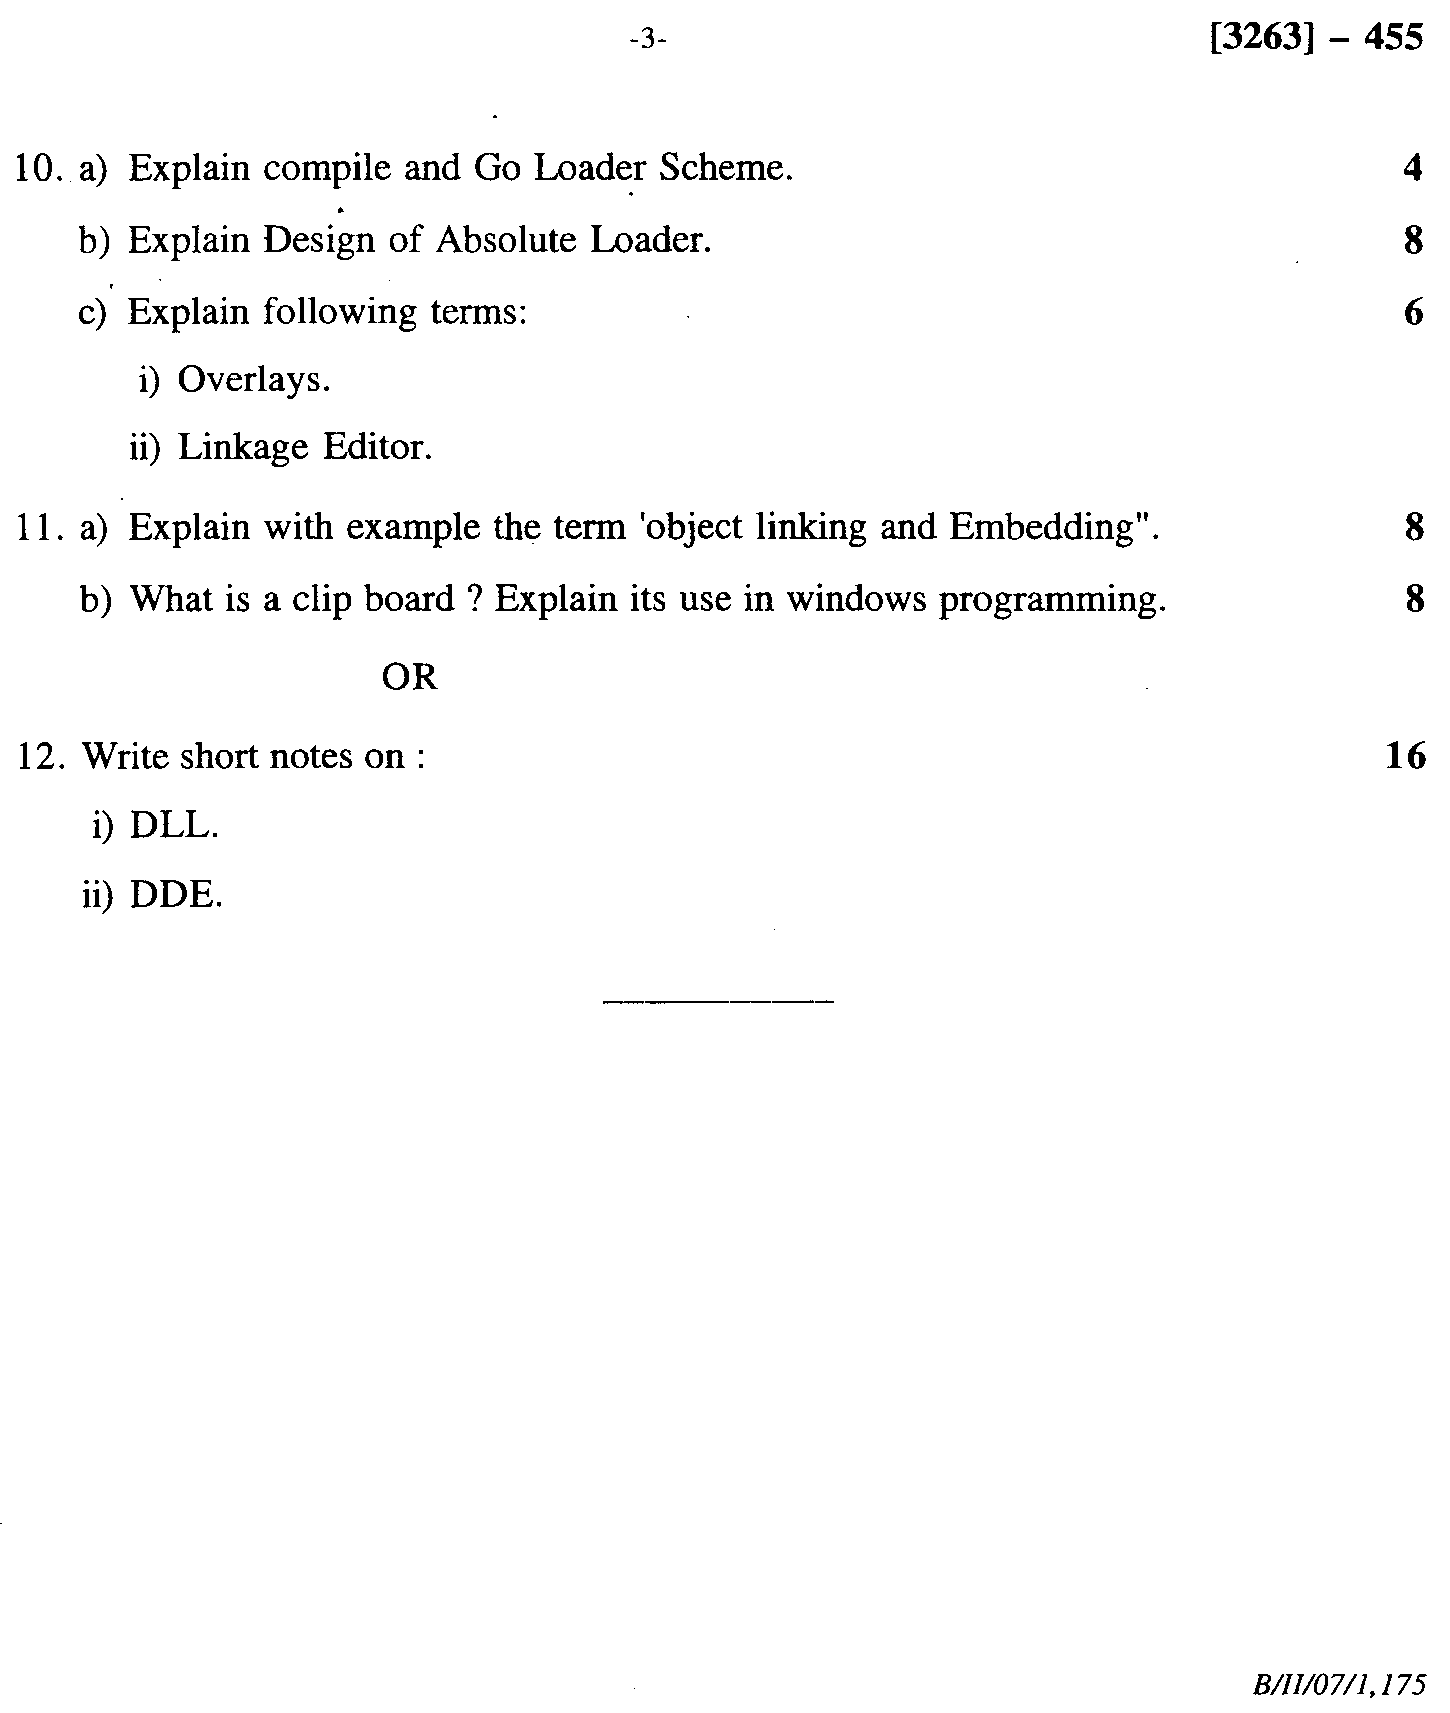 -3-
[3263] – 455
10. a) Explain compile and Go Loader Scheme. 4
b) Explain Design of Absolute Loader. 8
c) Explain following terms: 6
i) Overlays.
ii) Linkage Editor.
11. a) Explain with example the term 'object linking and Embedding". 8
b) What is a clip board ? Explain its use in windows programming. 8
OR
12. Write short notes on : 16
i) DLL.
ii) DDE.
B/II/07/1,175